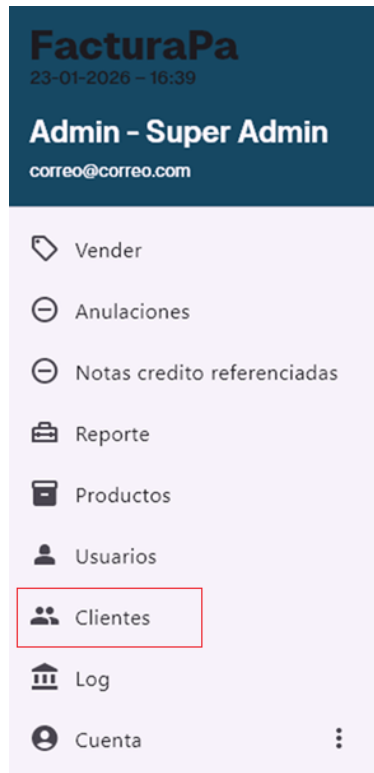 FacturaPa
23-01-2026 – 16:39
Admin - Super Admin
correo@correo.com
Vender
Anulaciones
Notas credito referenciadas
Reporte
Productos
Usuarios
Clientes
Log
Cuenta